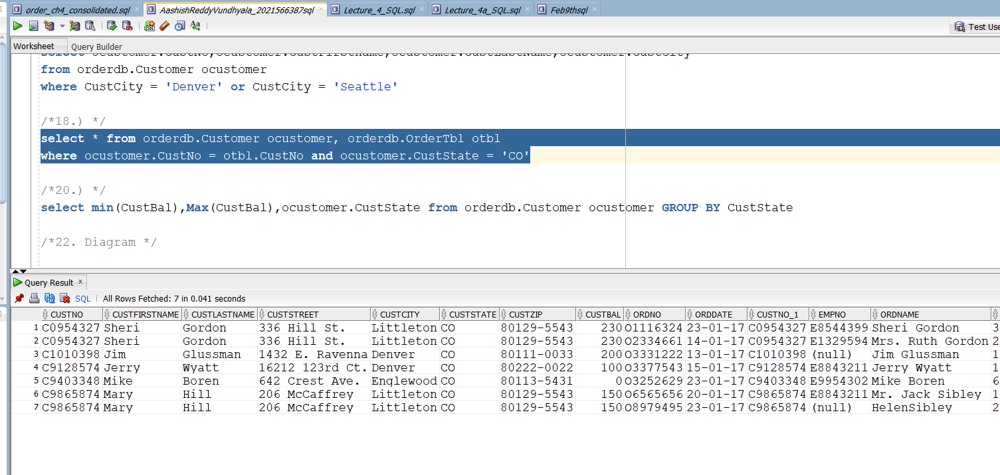 order_ch4_consolidated.sql × AashishReddyVundhyala_2021566387sql × Lecture_4_SQL.sql × Lecture_4a_SQL.sql × Feb9thsql ×
Test Use
Worksheet Query Builder
select ocustomer.CustNo,ocustomer.CustFirstName,ocustomer.CustLastName,ocustomer.CustCity
from orderdb.Customer ocustomer
where CustCity = 'Denver' or CustCity = 'Seattle'
/*18.) */
select * from orderdb.Customer ocustomer, orderdb.OrderTbl otbl
where ocustomer.CustNo = otbl.CustNo and ocustomer.CustState = 'CO'
/*20.) */
select min(CustBal),Max(CustBal),ocustomer.CustState from orderdb.Customer ocustomer GROUP BY CustState
/*22. Diagram */
Query Result ×
SQL | All Rows Fetched: 7 in 0.041 seconds
CUSTNO CUSTFIRSTNAME CUSTLASTNAME CUSTSTREET CUSTCITY CUSTSTATE CUSTZIP CUSTBAL ORDNO ORDDATE CUSTNO_1 EMPNO ORDNAME
1 C0954327 Sheri Gordon 336 Hill St. Littleton CO 80129-5543 230 O1116324 23-01-17 C0954327 E8544399 Sheri Gordon 3
2 C0954327 Sheri Gordon 336 Hill St. Littleton CO 80129-5543 230 O2334661 14-01-17 C0954327 E1329594 Mrs. Ruth Gordon 2
3 C1010398 Jim Glussman 1432 E. Ravenna Denver CO 80111-0033 200 O3331222 13-01-17 C1010398 (null) Jim Glussman 1
4 C9128574 Jerry Wyatt 16212 123rd Ct. Denver CO 80222-0022 100 O3377543 15-01-17 C9128574 E8843211 Jerry Wyatt 1
5 C9403348 Mike Boren 642 Crest Ave. Englewood CO 80113-5431 0 O3252629 23-01-17 C9403348 E9954302 Mike Boren 6
6 C9865874 Mary Hill 206 McCaffrey Littleton CO 80129-5543 150 O6565656 20-01-17 C9865874 E8843211 Mr. Jack Sibley 1
7 C9865874 Mary Hill 206 McCaffrey Littleton CO 80129-5543 150 O8979495 23-01-17 C9865874 (null) HelenSibley 2